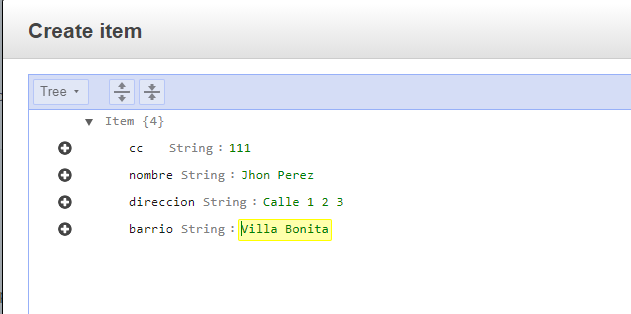 Create item
Tree
Item {4}
cc String : 111
nombre String : Jhon Perez
direccion String : Calle 1 2 3
barrio String : Villa Bonita